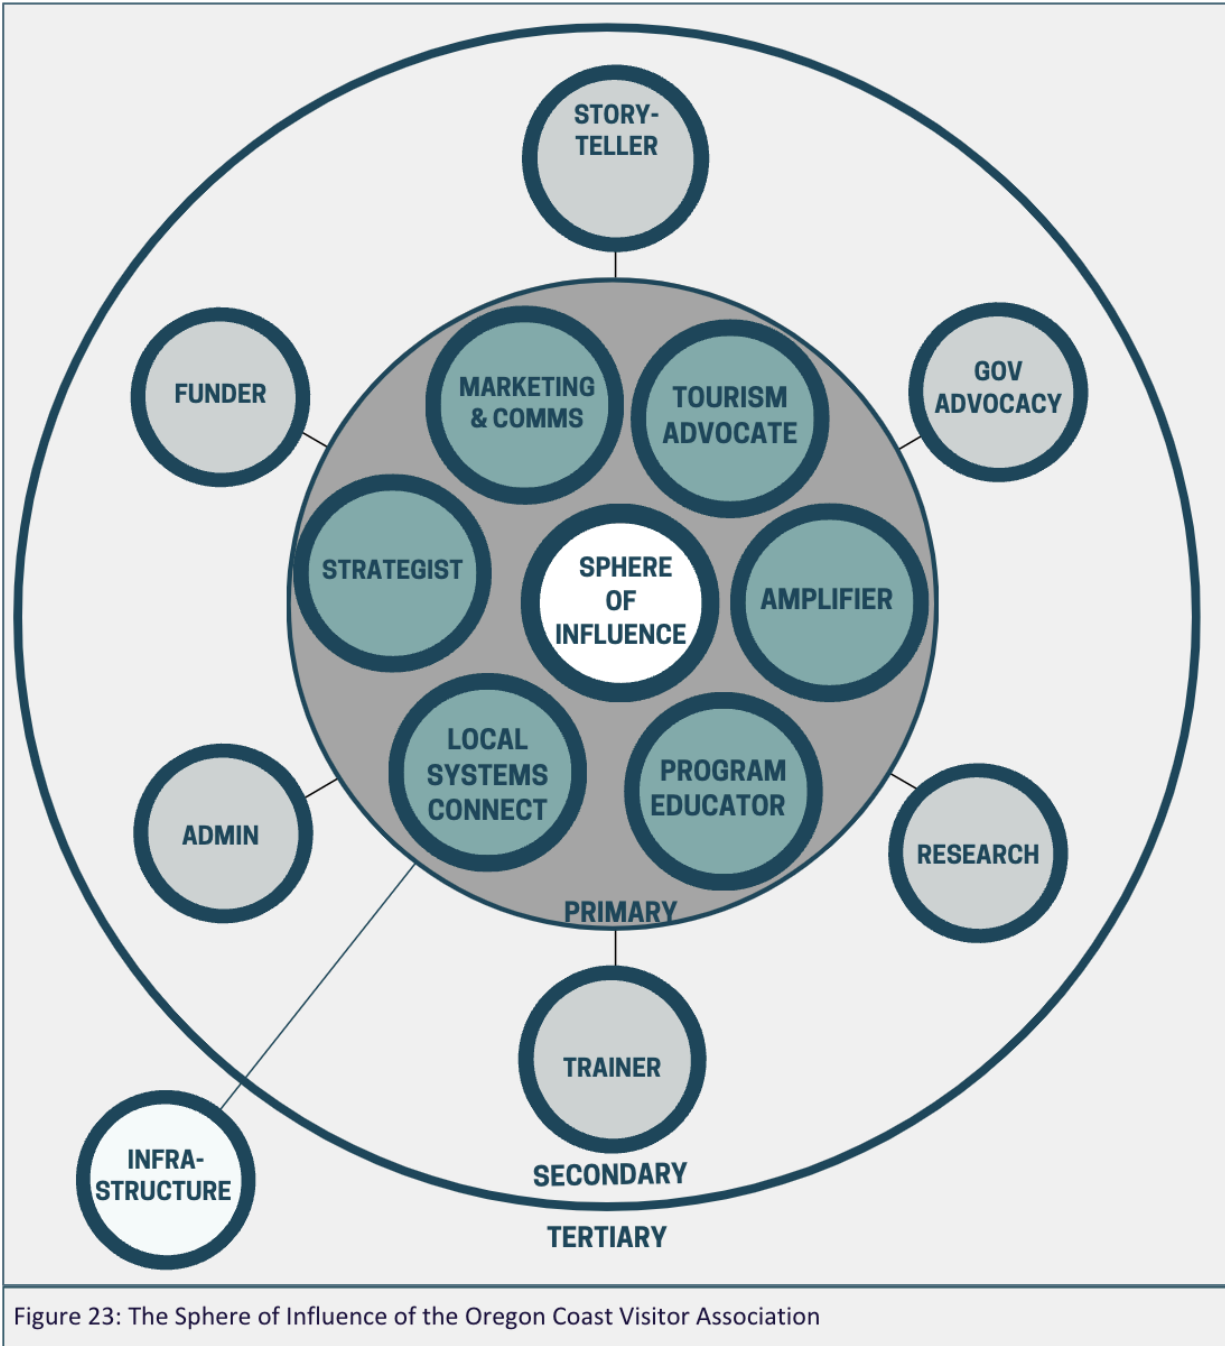 STORY-
TELLER
FUNDER
MARKETING
& COMMS
TOURISM
ADVOCATE
GOV
ADVOCACY
STRATEGIST
SPHERE
OF
INFLUENCE
AMPLIFIER
LOCAL
SYSTEMS
CONNECT
PROGRAM
EDUCATOR
ADMIN
RESEARCH
PRIMARY
TRAINER
INFRA-
STRUCTURE
SECONDARY
TERTIARY
Figure 23: The Sphere of Influence of the Oregon Coast Visitor Association